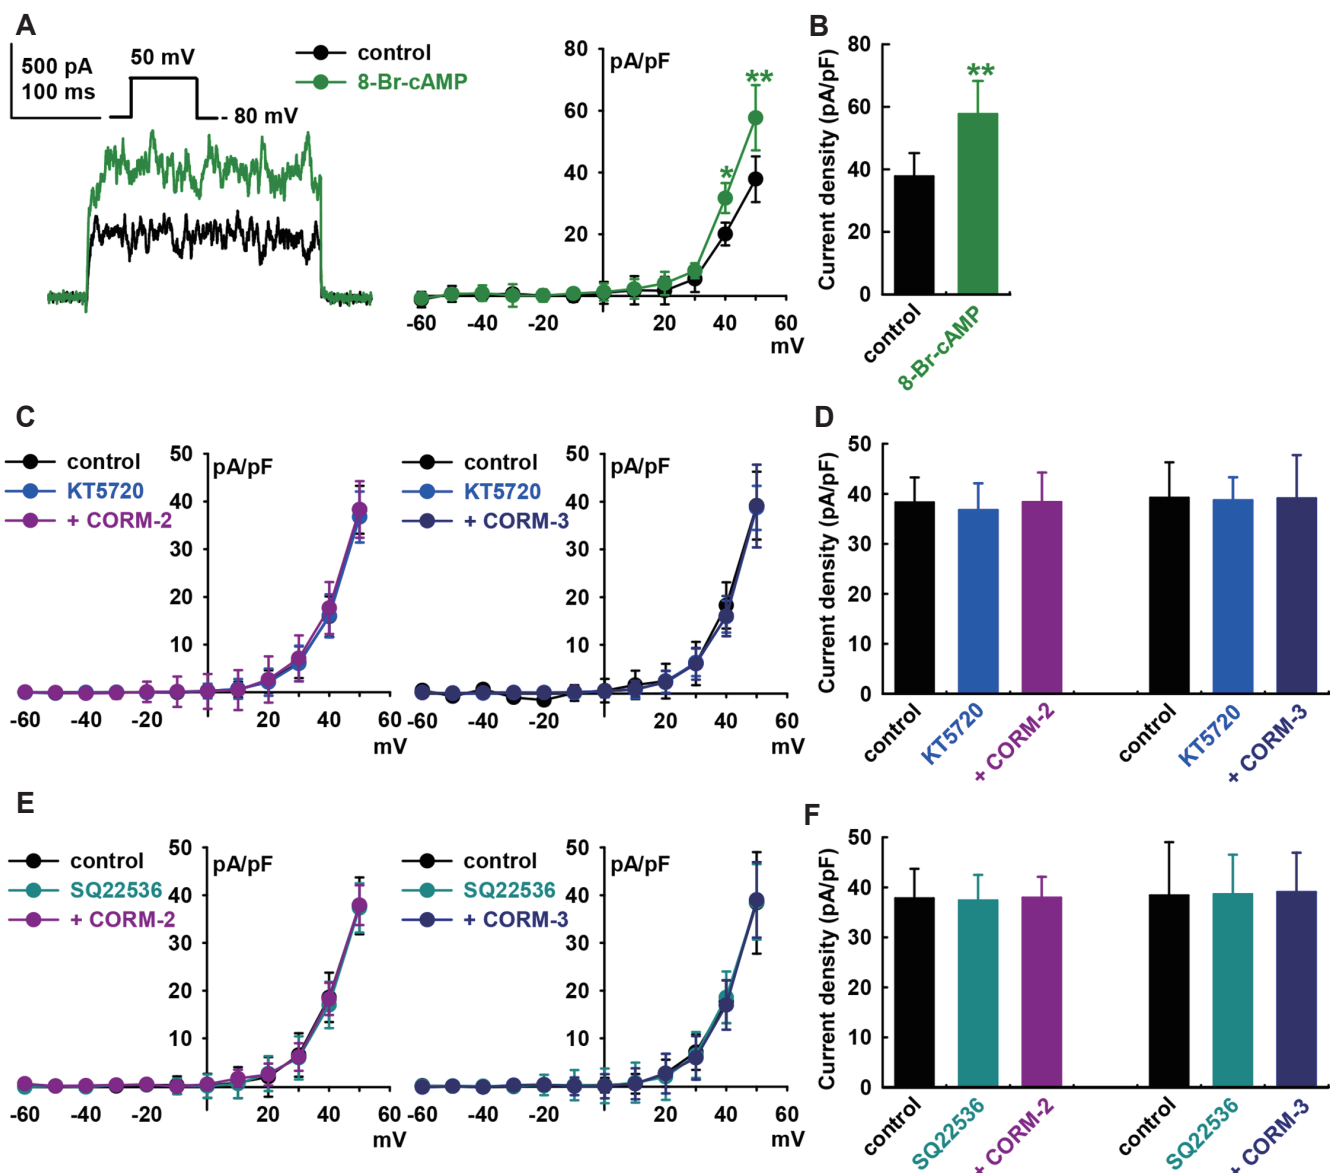 A
500 pA
100 ms
50 mV
- 80 mV
control
8-Br-cAMP
pA/pF
80
60
40
20
**
*
-60
-40
-20
20
40
60
mV
B
Current density (pA/pF)
80
60
40
20
0
**
control
8-Br-cAMP
C
control
KT5720
+ CORM-2
pA/pF
50
40
30
20
10
-60
-40
-20
20
40
60
mV
control
KT5720
+ CORM-3
pA/pF
50
40
30
20
10
-60
-40
-20
20
40
60
mV
D
Current density (pA/pF)
50
40
30
20
10
0
control
KT5720
+ CORM-2
control
KT5720
+ CORM-3
E
control
SQ22536
+ CORM-2
pA/pF
50
40
30
20
10
-60
-40
-20
20
40
60
mV
control
SQ22536
+ CORM-3
pA/pF
50
40
30
20
10
-60
-40
-20
20
40
60
mV
F
Current density (pA/pF)
50
40
30
20
10
0
control
SQ22536
+ CORM-2
control
SQ22536
+ CORM-3